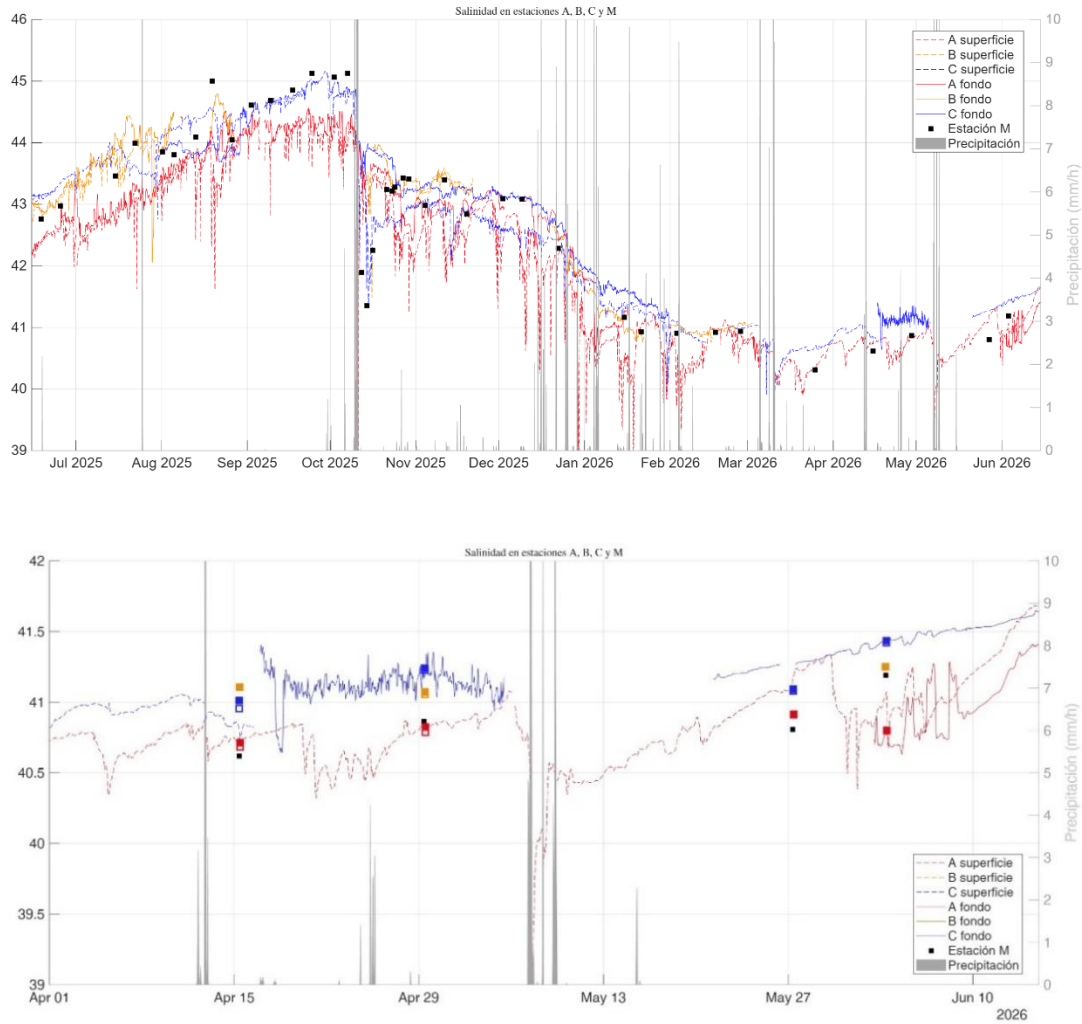 Salinidad en estaciones A, B, C y M
46
45
44
43
42
41
40
39
10
9
8
7
6
5
4
3
2
1
0
Precipitación (mm/h)
A superficie
B superficie
C superficie
A fondo
B fondo
C fondo
Estación M
Precipitación
Jul 2025 Aug 2025 Sep 2025 Oct 2025 Nov 2025 Dec 2025 Jan 2026 Feb 2026 Mar 2026 Apr 2026 May 2026 Jun 2026
Salinidad en estaciones A, B, C y M
42
41.5
41
40.5
40
39.5
39
10
9
8
7
6
5
4
3
2
1
0
Precipitación (mm/h)
A superficie
B superficie
C superficie
A fondo
B fondo
C fondo
Estación M
Precipitación
Apr 01 Apr 15 Apr 29 May 13 May 27 Jun 10
2026